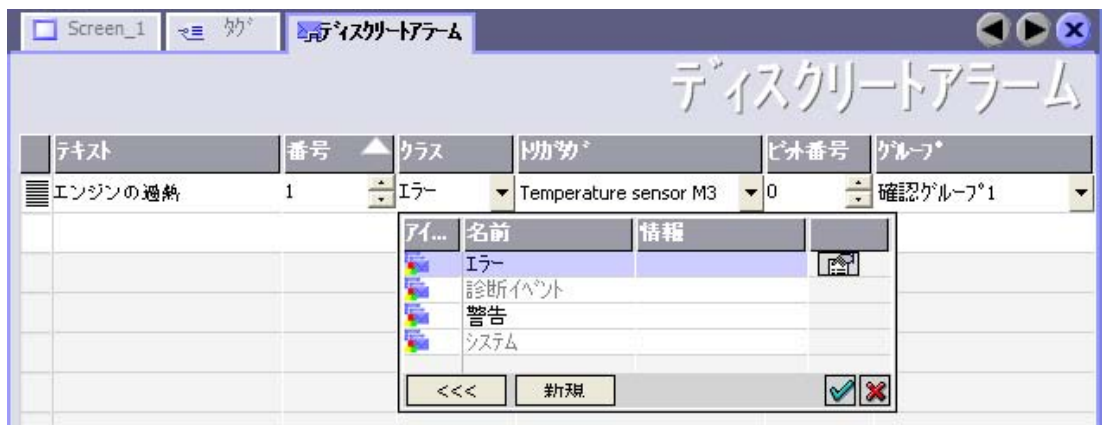 Screen_1 タグ ディスクリートアラーム
ディスクリートアラーム
テキスト 番号 クラス トリガタグ ビット番号 グループ
エンジンの過熱 1 エラー Temperature sensor M3 0 確認グループ1
アイ... 名前 情報
エラー
診断イベント
警告
システム
<<< 新規